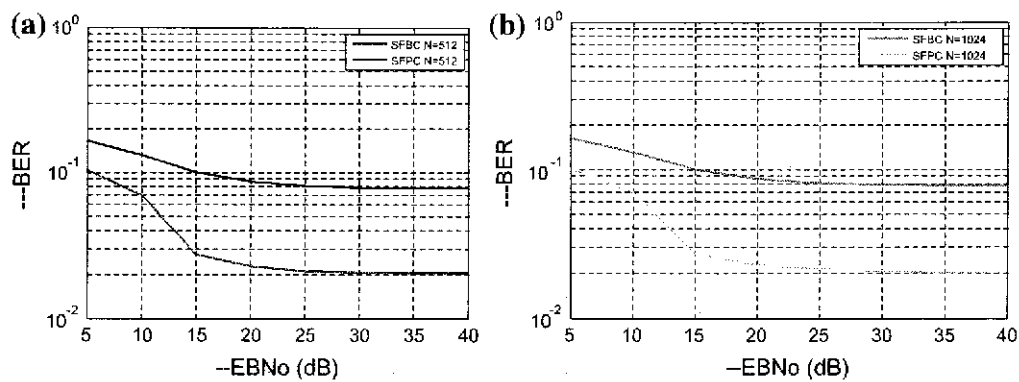 (a)
10^0
SFBC N=512
SFPC N=512
10^-1
10^-2
---BER
5 10 15 20 25 30 35 40
--EBNo (dB)
(b)
10^0
SFBC N=1024
SFPC N=1024
10^-1
10^-2
---BER
5 10 15 20 25 30 35 40
--EBNo (dB)